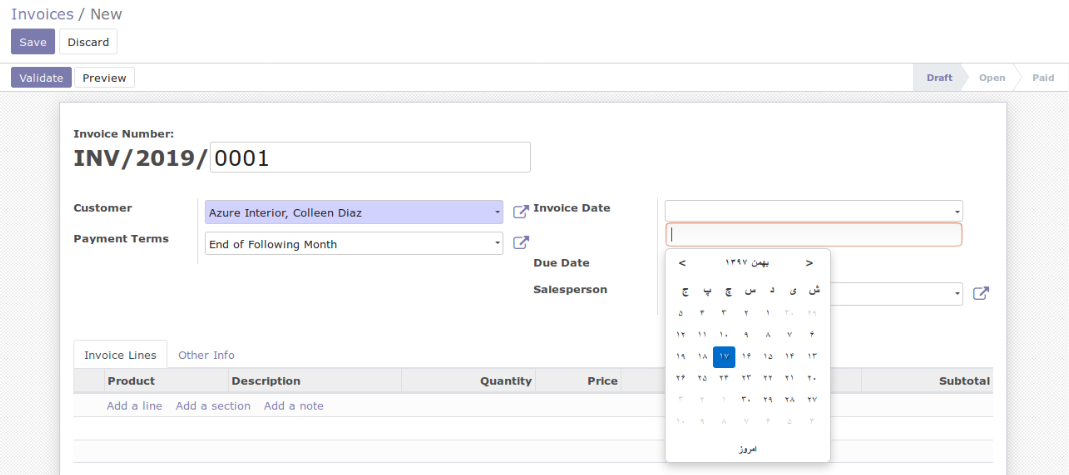 Invoices / New
Save Discard
Validate Preview
Draft Open Paid
Invoice Number:
INV/2019/ 0001
Customer Azure Interior, Colleen Diaz
Payment Terms End of Following Month
Invoice Date
Due Date
Salesperson
< بهمن ۱۳۹۷ >
ش ی د س چ پ ج
۲۹ ۳۰ ۱ ۲ ۳ ۴ ۵
۶ ۷ ۸ ۹ ۱۰ ۱۱ ۱۲
۱۳ ۱۴ ۱۵ ۱۶ ۱۷ ۱۸ ۱۹
۲۰ ۲۱ ۲۲ ۲۳ ۲۴ ۲۵ ۲۶
۲۷ ۲۸ ۲۹ ۳۰ ۱ ۲ ۳
۴ ۵ ۶ ۷ ۸ ۹ ۱۰
امروز
Invoice Lines Other Info
Product Description Quantity Price Subtotal
Add a line Add a section Add a note